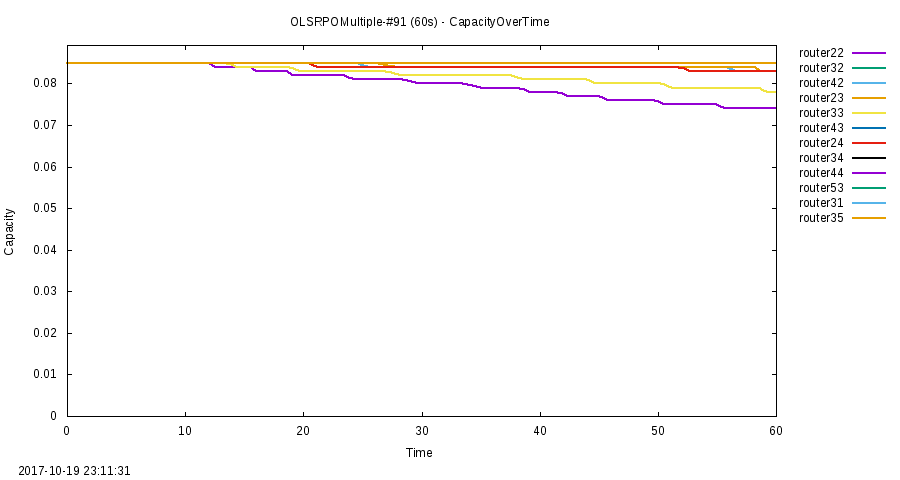 OLSRPOMultiple-#91 (60s) - CapacityOverTime
router22
router32
router42
router23
router33
router43
router24
router34
router44
router53
router31
router35
0.08
0.07
0.06
0.05
0.04
0.03
0.02
0.01
0
Capacity
0 10 20 30 40 50 60
Time
2017-10-19 23:11:31